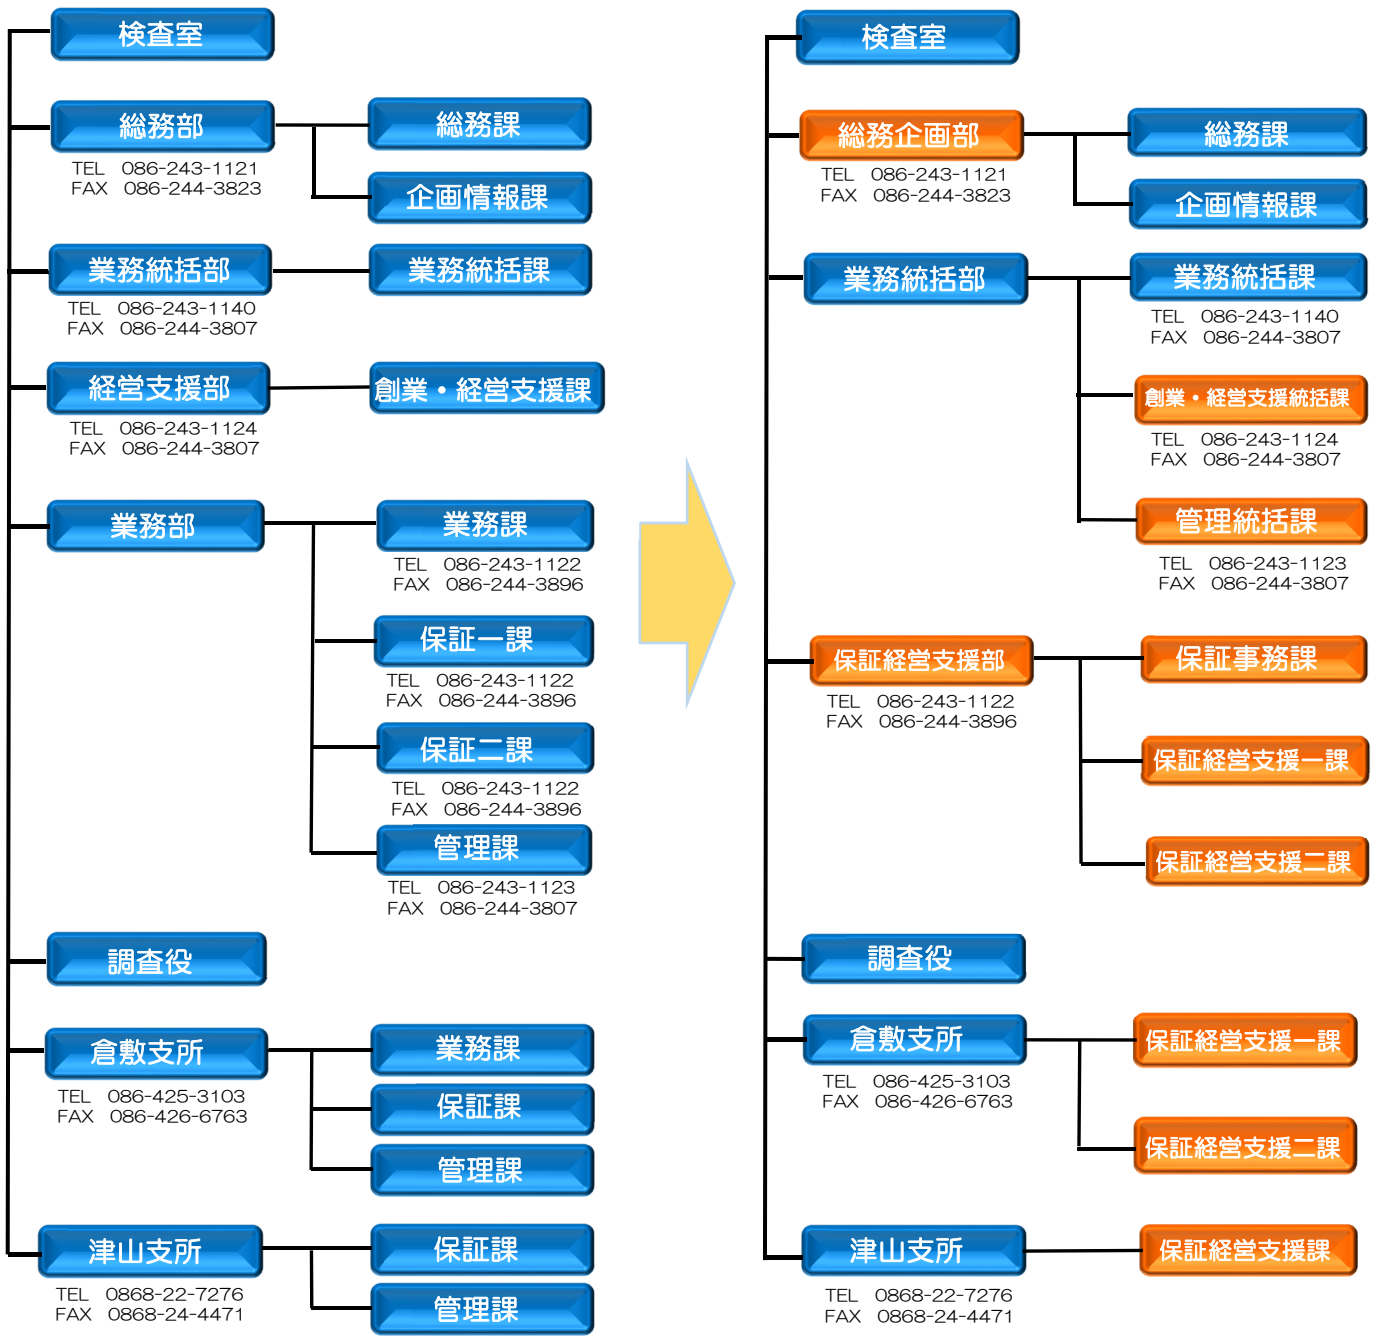 検査室
総務部
TEL 086-243-1121
FAX 086-244-3823
総務課
企画情報課
業務統括部
TEL 086-243-1140
FAX 086-244-3807
業務統括課
経営支援部
TEL 086-243-1124
FAX 086-244-3807
創業・経営支援課
業務部
業務課
TEL 086-243-1122
FAX 086-244-3896
保証一課
TEL 086-243-1122
FAX 086-244-3896
保証二課
TEL 086-243-1122
FAX 086-244-3896
管理課
TEL 086-243-1123
FAX 086-244-3807
調査役
倉敷支所
TEL 086-425-3103
FAX 086-426-6763
業務課
保証課
管理課
津山支所
TEL 0868-22-7276
FAX 0868-24-4471
保証課
管理課
検査室
総務企画部
TEL 086-243-1121
FAX 086-244-3823
総務課
企画情報課
業務統括部
業務統括課
TEL 086-243-1140
FAX 086-244-3807
創業・経営支援統括課
TEL 086-243-1124
FAX 086-244-3807
管理統括課
TEL 086-243-1123
FAX 086-244-3807
保証経営支援部
TEL 086-243-1122
FAX 086-244-3896
保証事務課
保証経営支援一課
保証経営支援二課
調査役
倉敷支所
TEL 086-425-3103
FAX 086-426-6763
保証経営支援一課
保証経営支援二課
津山支所
TEL 0868-22-7276
FAX 0868-24-4471
保証経営支援課